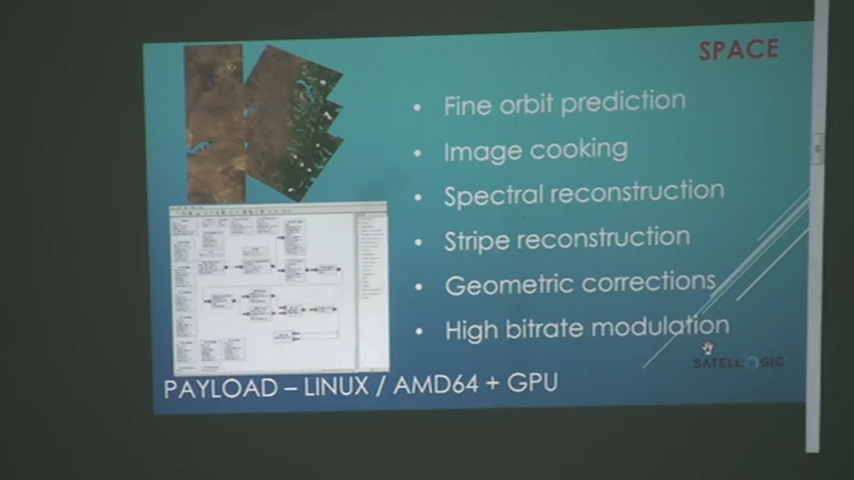 SPACE
• Fine orbit prediction
• Image cooking
• Spectral reconstruction
• Stripe reconstruction
• Geometric corrections
• High bitrate modulation
SATELLOGIC
PAYLOAD – LINUX / AMD64 + GPU